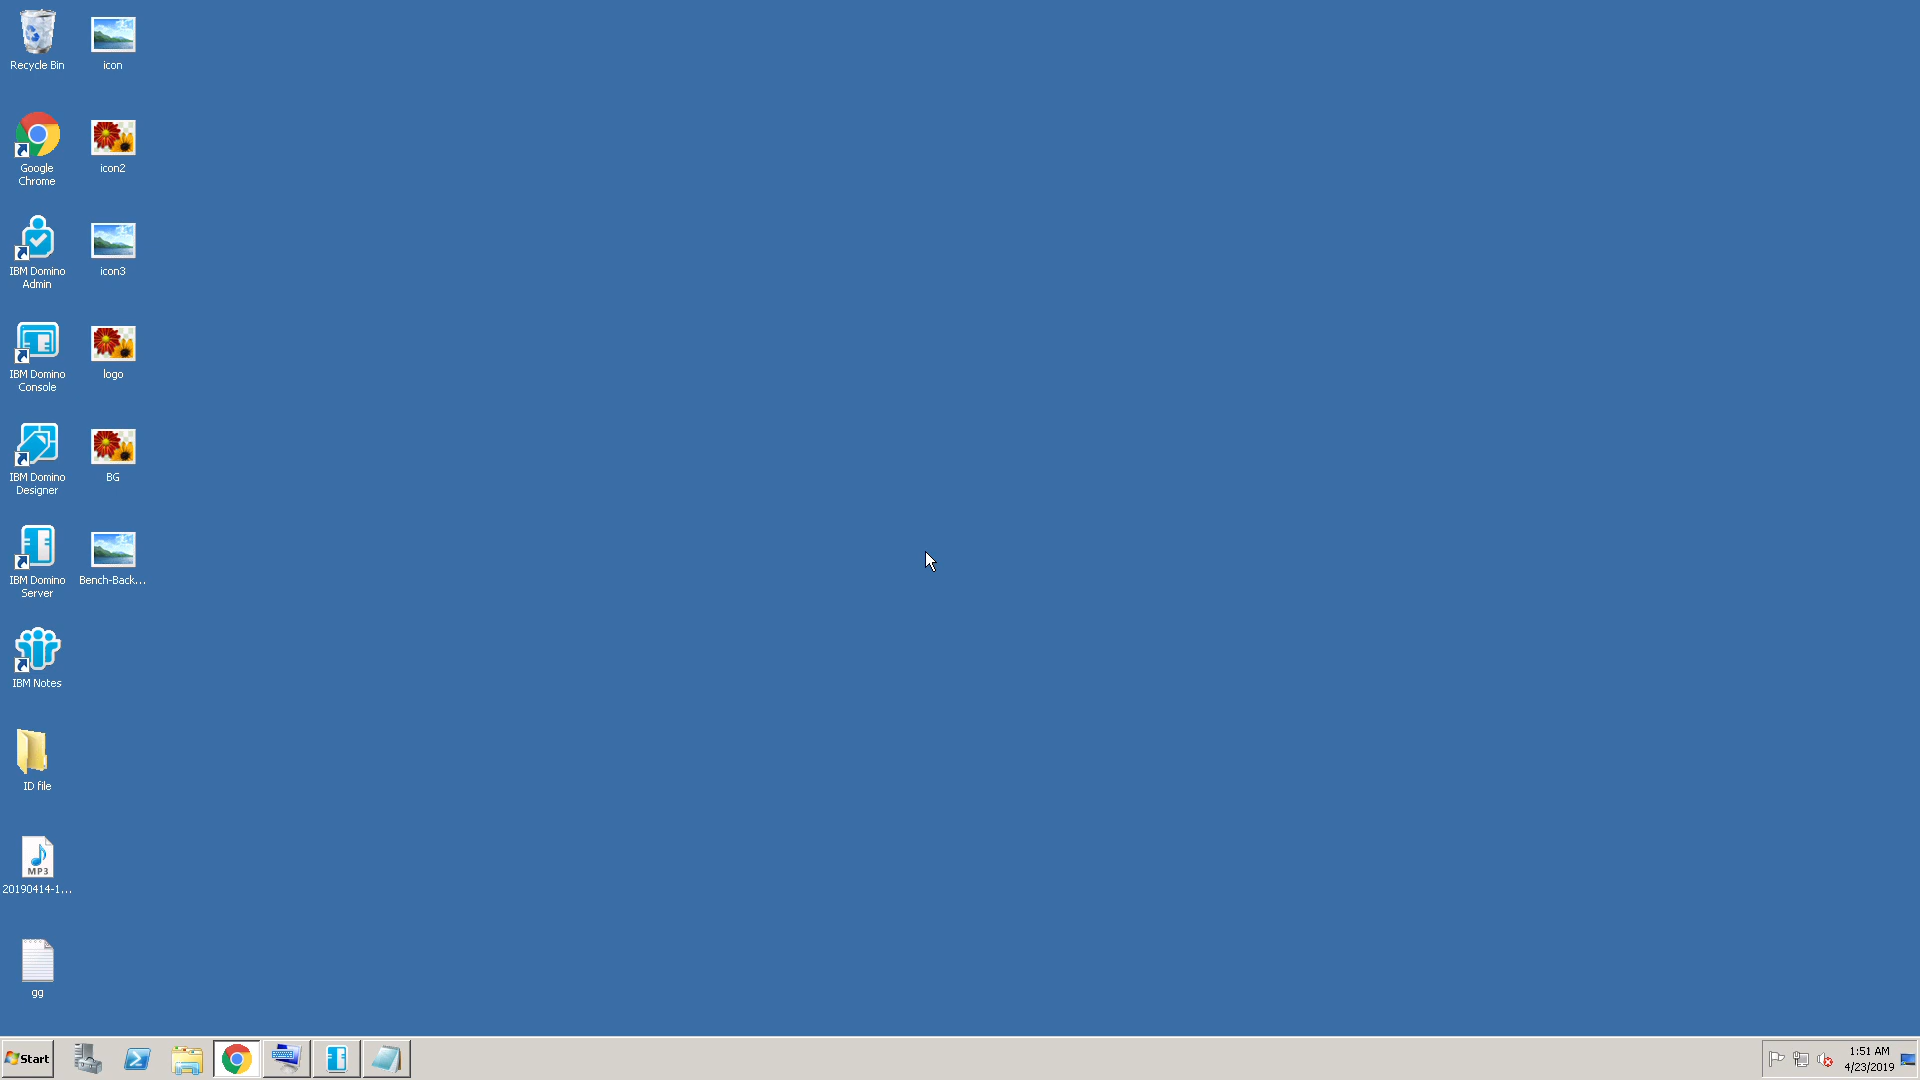 Recycle Bin
icon
Google
Chrome
icon2
IBM Domino
Admin
icon3
IBM Domino
Console
logo
IBM Domino
Designer
BG
IBM Domino
Server
Bench-Back...
IBM Notes
ID file
MP3
20190414-1...
gg
Start
1:51 AM
4/23/2019